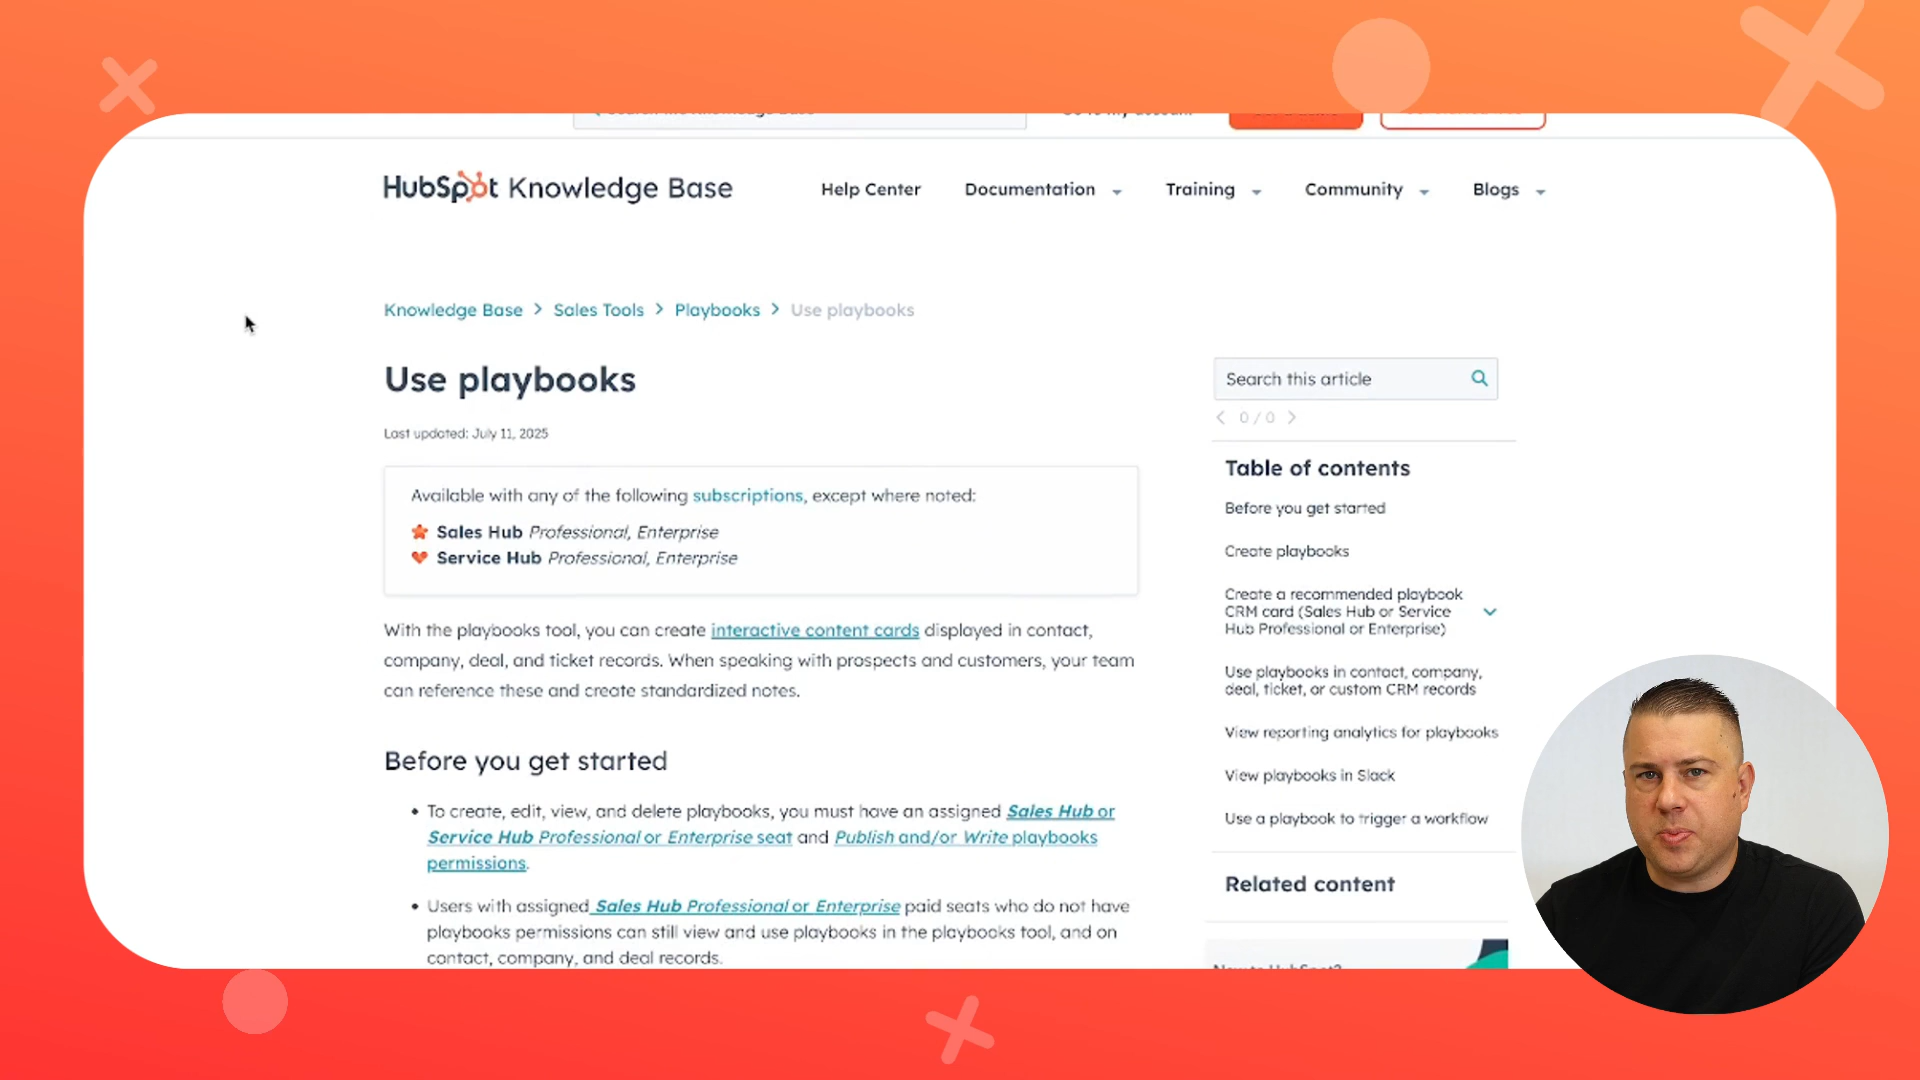 HubSpot Knowledge Base
Help Center
Documentation
Training
Community
Blogs
Knowledge Base > Sales Tools > Playbooks > Use playbooks
Use playbooks
Last updated: July 11, 2025
Available with any of the following subscriptions, except where noted:
Sales Hub Professional, Enterprise
Service Hub Professional, Enterprise
With the playbooks tool, you can create interactive content cards displayed in contact,
company, deal, and ticket records. When speaking with prospects and customers, your team
can reference these and create standardized notes.
Before you get started
• To create, edit, view, and delete playbooks, you must have an assigned Sales Hub or
Service Hub Professional or Enterprise seat and Publish and/or Write playbooks
permissions.
• Users with assigned Sales Hub Professional or Enterprise paid seats who do not have
playbooks permissions can still view and use playbooks in the playbooks tool, and on
contact, company, and deal records.
Search this article
0 / 0
Table of contents
Before you get started
Create playbooks
Create a recommended playbook
CRM card (Sales Hub or Service
Hub Professional or Enterprise)
Use playbooks in contact, company,
deal, ticket, or custom CRM records
View reporting analytics for playbooks
View playbooks in Slack
Use a playbook to trigger a workflow
Related content
New to HubSpot?